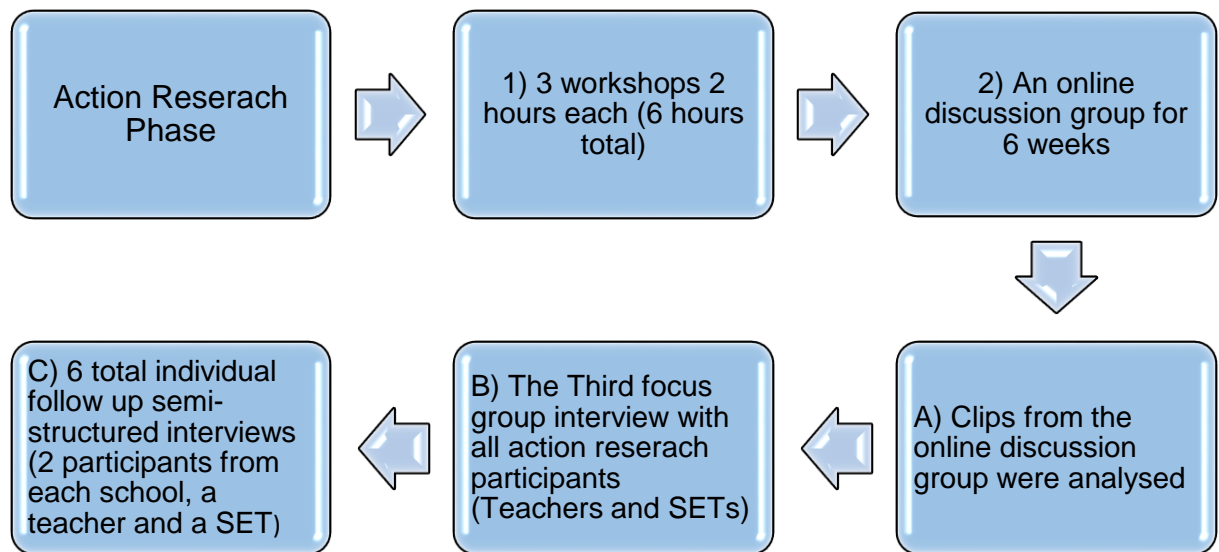 Action Reserach
Phase
1) 3 workshops 2
hours each (6 hours
total)
2) An online
discussion group for
6 weeks
A) Clips from the
online discussion
group were analysed
B) The Third focus
group interview with
all action reserach
participants
(Teachers and SETs)
C) 6 total individual
follow up semi-
structured interviews
(2 participants from
each school, a
teacher and a SET)